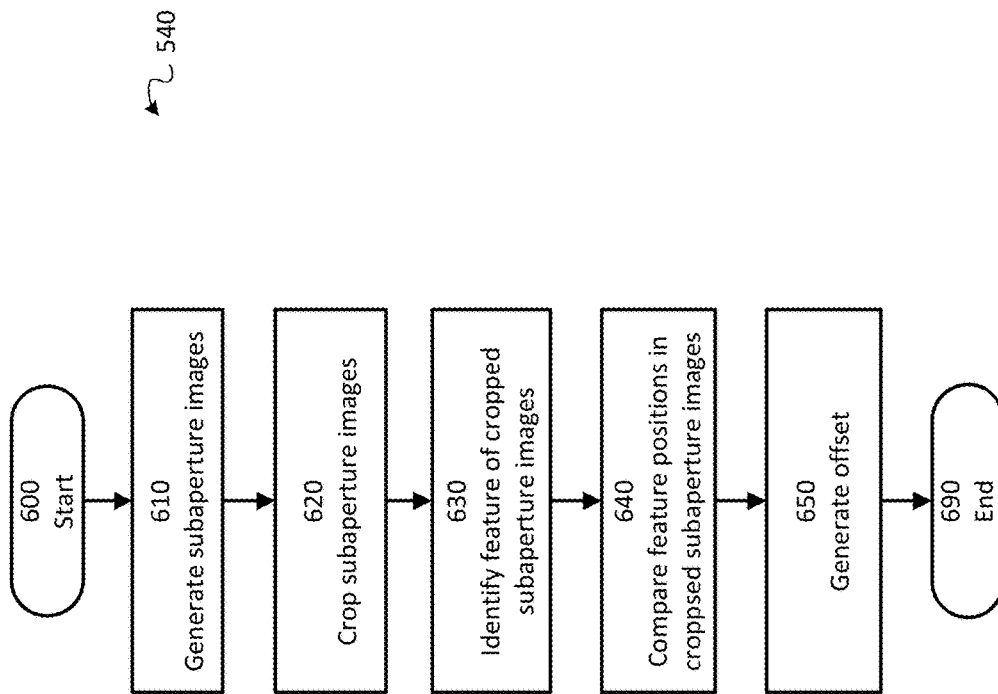 540
600
Start
610
Generate subaperture images
620
Crop subaperture images
630
Identify feature of cropped
subaperture images
640
Compare feature positions in
croppsed subaperture images
650
Generate offset
690
End